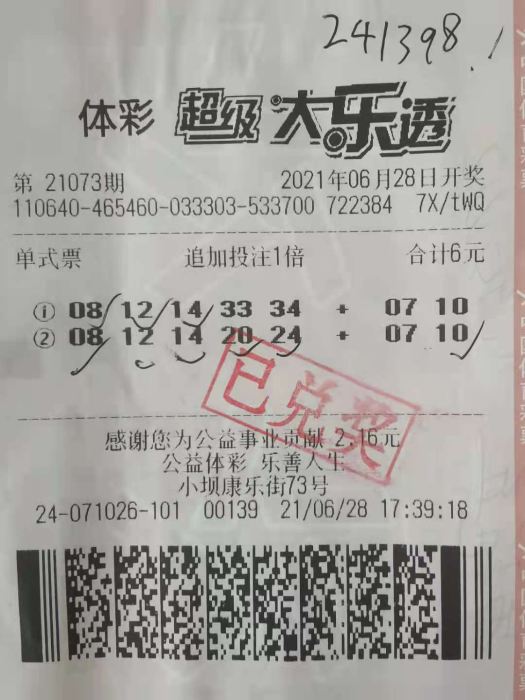 241398
体彩 超级大乐透
第 21073期 2021年06月28日开奖
110640-465460-033303-533700 722384 7X/tWQ
单式票 追加投注1倍 合计6元
① 08 12 14 33 34 + 07 10
② 08 12 14 20 24 + 07 10
已兑奖
感谢您为公益事业贡献 2.16元
公益体彩 乐善人生
小坝康乐街73号
24-071026-101 00139 21/06/28 17:39:18